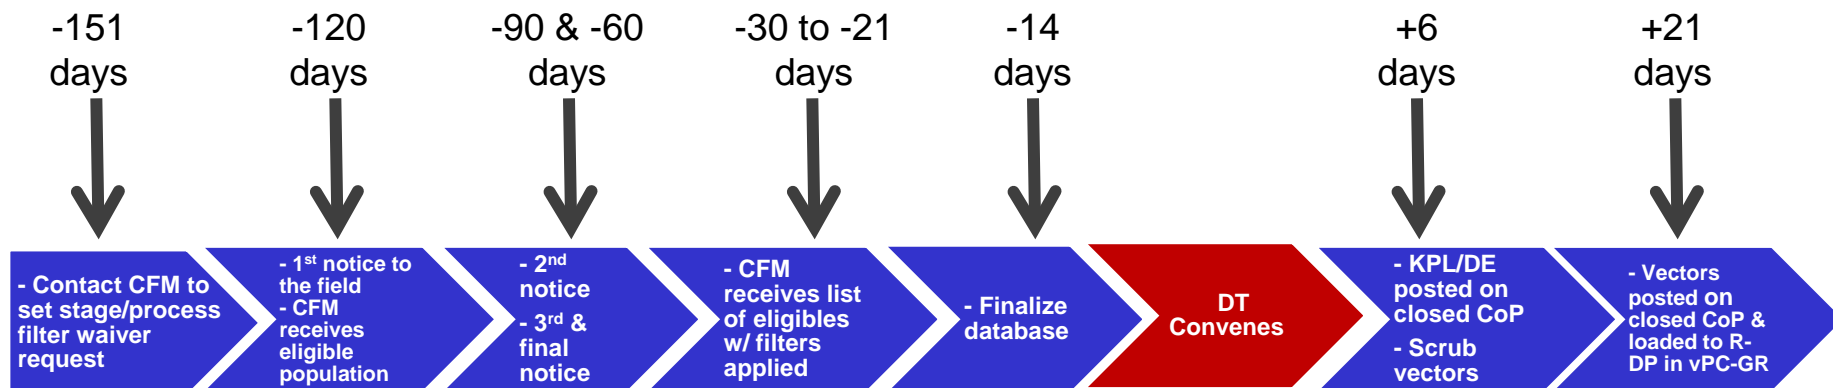 -151
days
-120
days
-90 & -60
days
-30 to -21
days
-14
days
+6
days
+21
days
- Contact CFM to
set stage/process
filter waiver
request
- 1st notice to
the field
- CFM
receives
eligible
population
- 2nd
notice
- 3rd &
final
notice
- CFM
receives list
of eligibles
w/ filters
applied
- Finalize
database
DT
Convenes
- KPL/DE
posted on
closed CoP
- Scrub
vectors
- Vectors
posted on
closed CoP &
loaded to R-
DP in vPC-GR